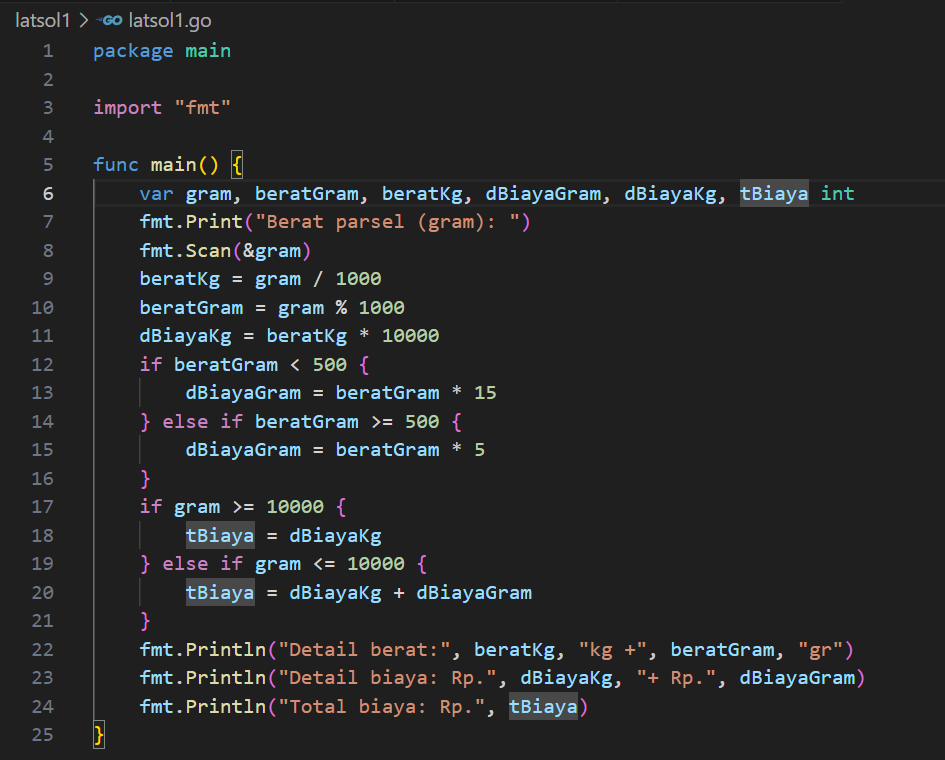 latsol1 > GO latsol1.go
1 package main
2
3 import "fmt"
4
5 func main() {
6     var gram, beratGram, beratKg, dBiayaGram, dBiayaKg, tBiaya int
7     fmt.Print("Berat parsel (gram): ")
8     fmt.Scan(&gram)
9     beratKg = gram / 1000
10     beratGram = gram % 1000
11     dBiayaKg = beratKg * 10000
12     if beratGram < 500 {
13         dBiayaGram = beratGram * 15
14     } else if beratGram >= 500 {
15         dBiayaGram = beratGram * 5
16     }
17     if gram >= 10000 {
18         tBiaya = dBiayaKg
19     } else if gram <= 10000 {
20         tBiaya = dBiayaKg + dBiayaGram
21     }
22     fmt.Println("Detail berat:", beratKg, "kg +", beratGram, "gr")
23     fmt.Println("Detail biaya: Rp.", dBiayaKg, "+ Rp.", dBiayaGram)
24     fmt.Println("Total biaya: Rp.", tBiaya)
25 }